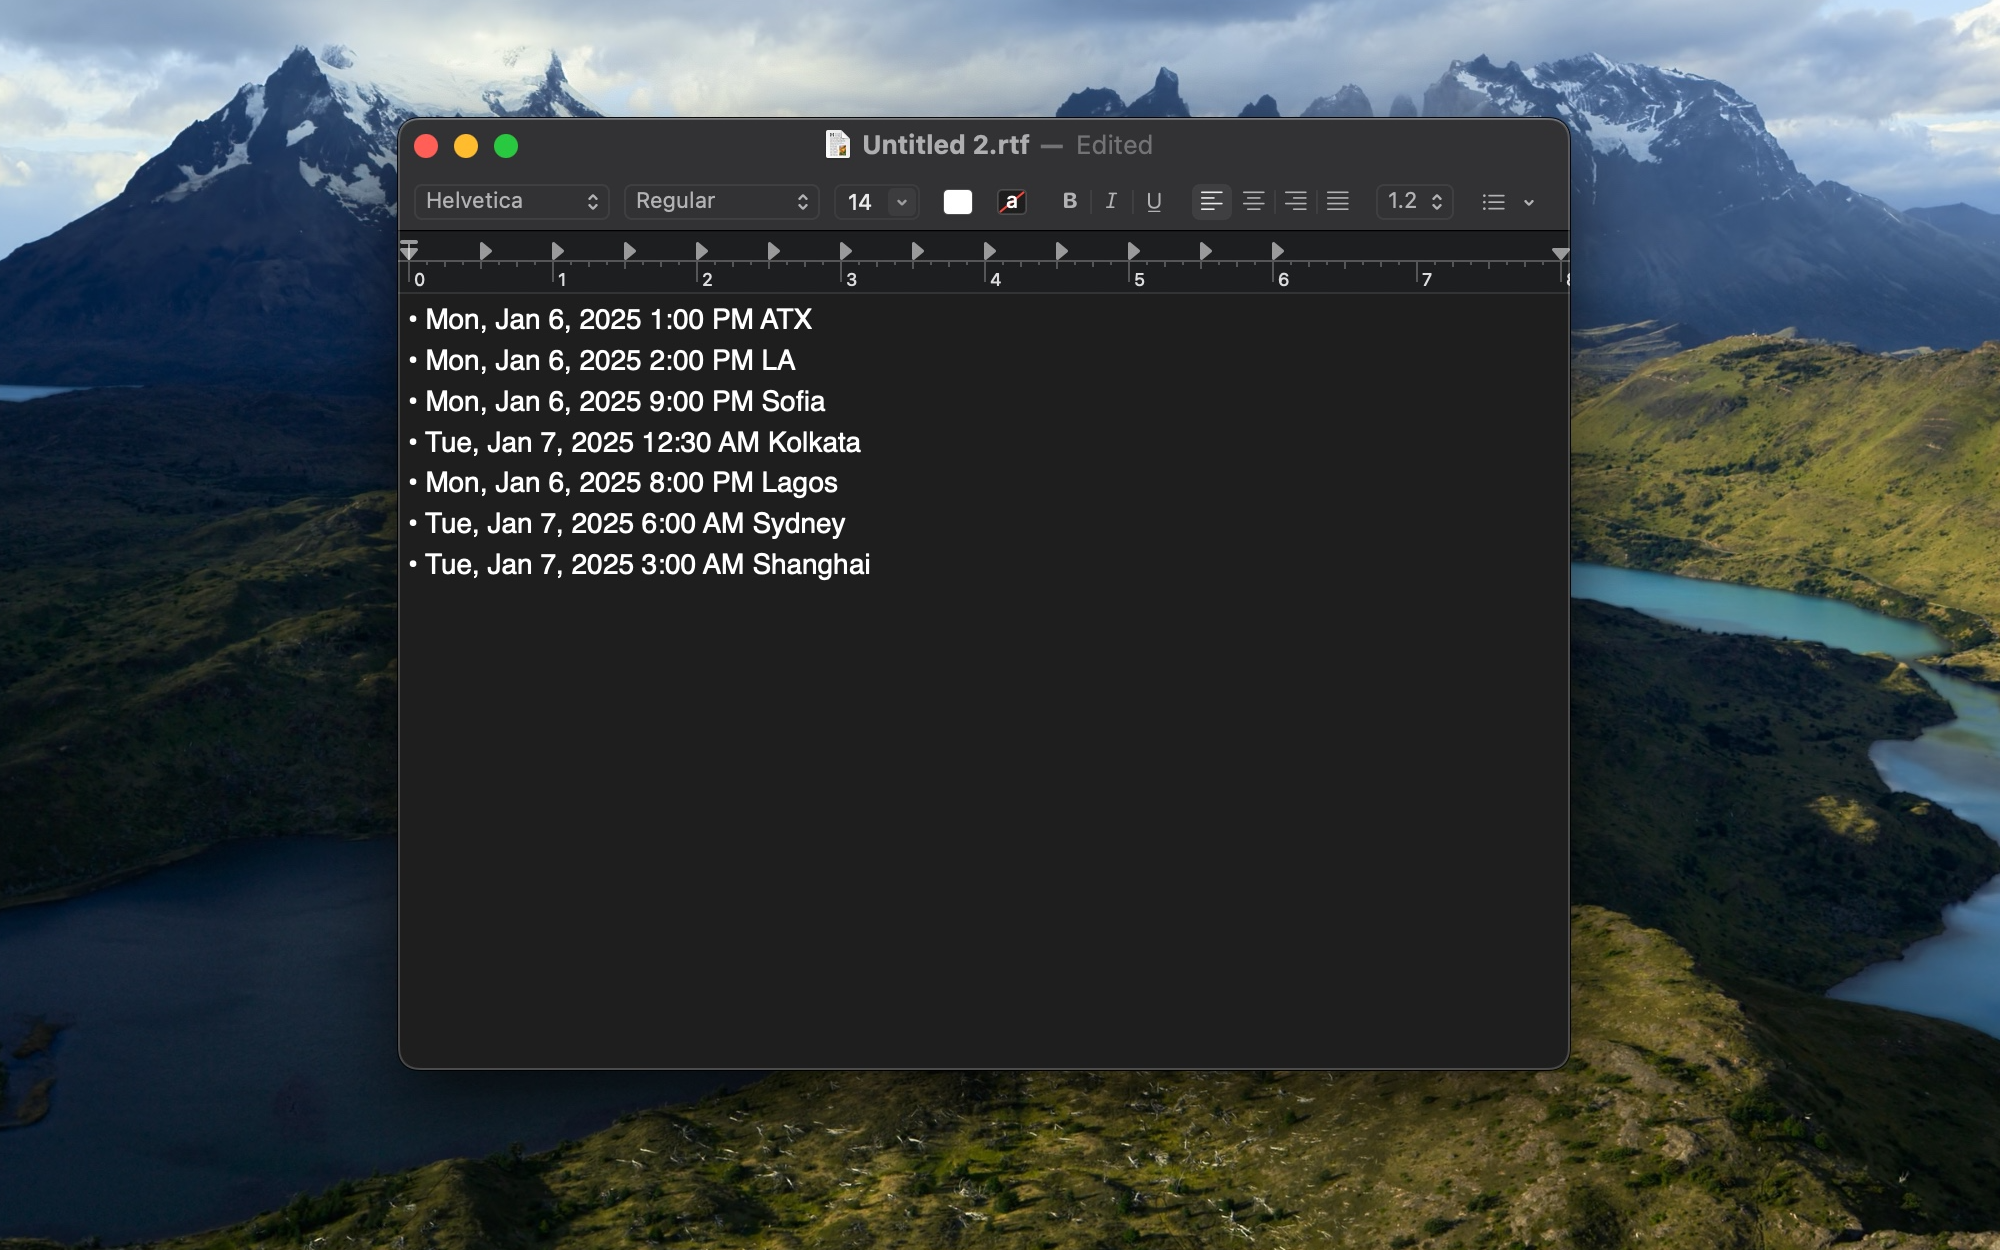 Untitled 2.rtf — Edited
Helvetica Regular 14 a B I U 1.2
0 1 2 3 4 5 6 7 8
• Mon, Jan 6, 2025 1:00 PM ATX
• Mon, Jan 6, 2025 2:00 PM LA
• Mon, Jan 6, 2025 9:00 PM Sofia
• Tue, Jan 7, 2025 12:30 AM Kolkata
• Mon, Jan 6, 2025 8:00 PM Lagos
• Tue, Jan 7, 2025 6:00 AM Sydney
• Tue, Jan 7, 2025 3:00 AM Shanghai